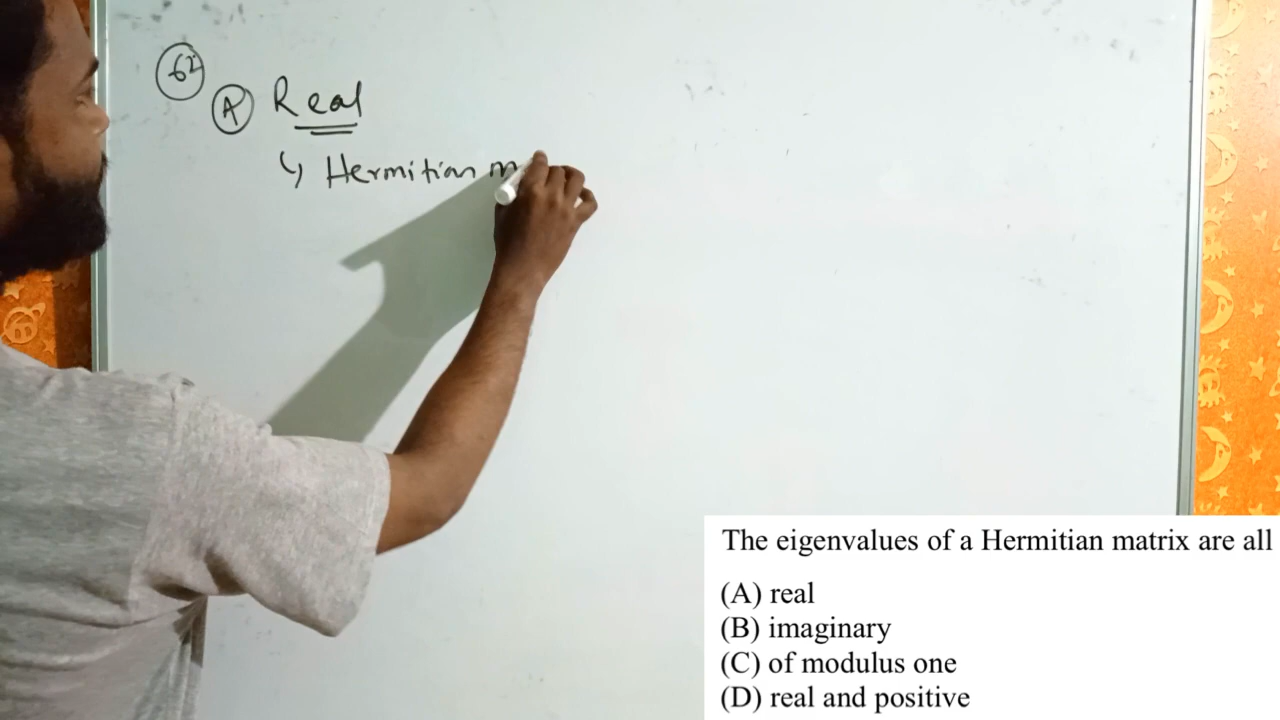 62
A Real
↳ Hermitian m
The eigenvalues of a Hermitian matrix are all
(A) real
(B) imaginary
(C) of modulus one
(D) real and positive